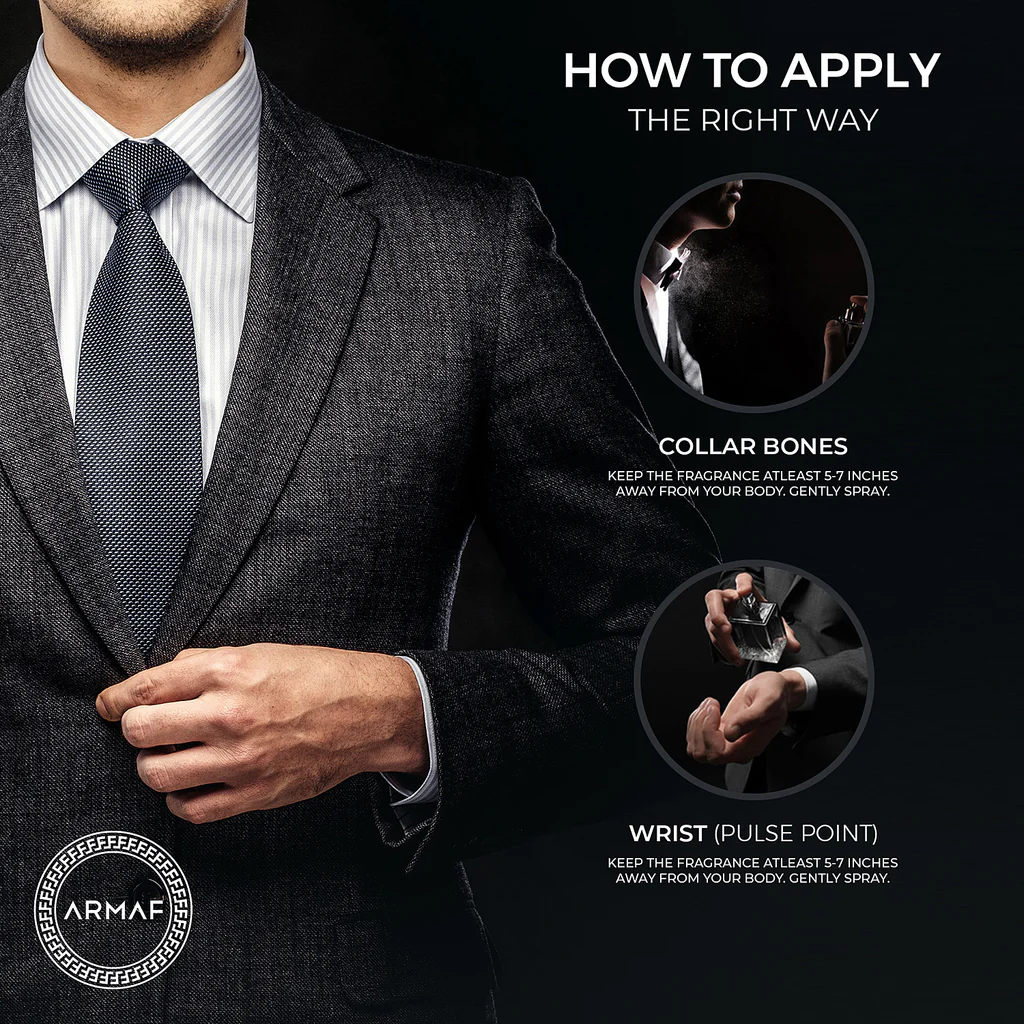 HOW TO APPLY
THE RIGHT WAY
COLLAR BONES
KEEP THE FRAGRANCE ATLEAST 5-7 INCHES
AWAY FROM YOUR BODY. GENTLY SPRAY.
WRIST (PULSE POINT)
KEEP THE FRAGRANCE ATLEAST 5-7 INCHES
AWAY FROM YOUR BODY. GENTLY SPRAY.
ARMAF